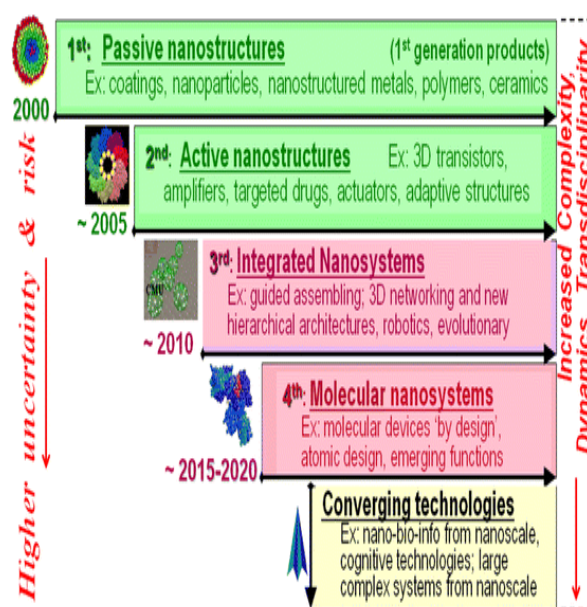 1st: Passive nanostructures (1st generation products)
Ex: coatings, nanoparticles, nanostructured metals, polymers, ceramics
2000
2nd: Active nanostructures Ex: 3D transistors,
amplifiers, targeted drugs, actuators, adaptive structures
~ 2005
3rd: Integrated Nanosystems
Ex: guided assembling; 3D networking and new
hierarchical architectures, robotics, evolutionary
CMU
~ 2010
4th: Molecular nanosystems
Ex: molecular devices ‘by design’,
atomic design, emerging functions
~ 2015-2020
Converging technologies
Ex: nano-bio-info from nanoscale,
cognitive technologies; large
complex systems from nanoscale
Higher uncertainty & risk
Increased Complexity,
Dynamics, Transdisciplinarity